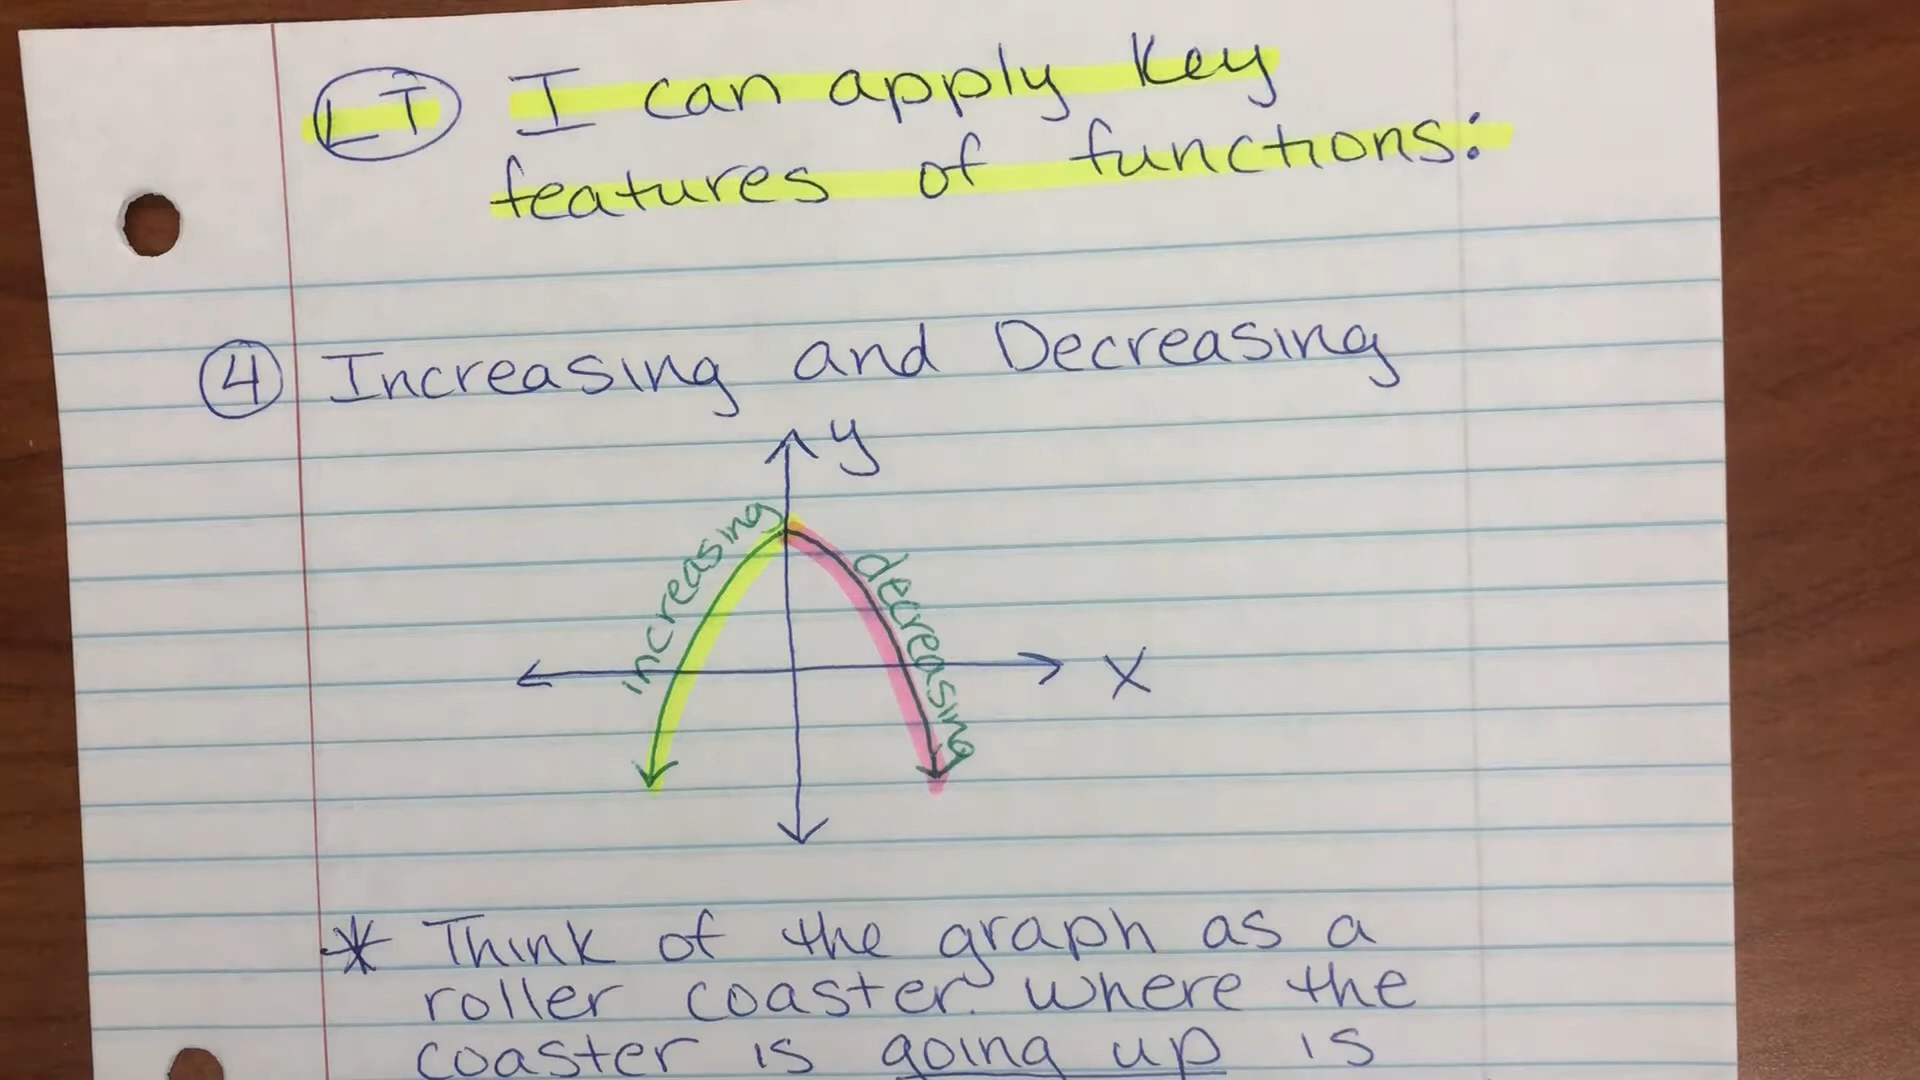 LT I can apply key
features of functions:
4 Increasing and Decreasing
y
increasing
decreasing
x
* Think of the graph as a
roller coaster where the
coaster is going up is